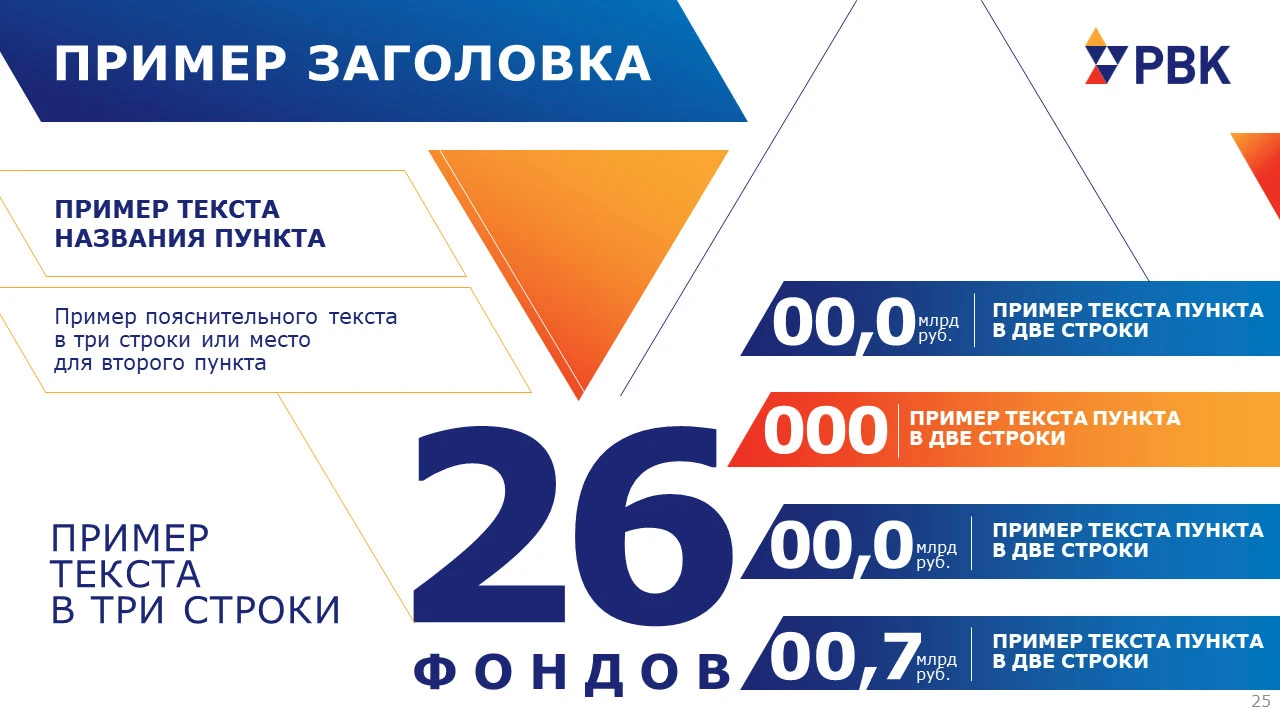 ПРИМЕР ЗАГОЛОВКА
РВК
ПРИМЕР ТЕКСТА
НАЗВАНИЯ ПУНКТА
Пример пояснительного текста
в три строки или место
для второго пункта
ПРИМЕР
ТЕКСТА
В ТРИ СТРОКИ
26
ФОНДОВ
00,0 млрд
руб.
ПРИМЕР ТЕКСТА ПУНКТА
В ДВЕ СТРОКИ
000
ПРИМЕР ТЕКСТА ПУНКТА
В ДВЕ СТРОКИ
00,0 млрд
руб.
ПРИМЕР ТЕКСТА ПУНКТА
В ДВЕ СТРОКИ
00,7 млрд
руб.
ПРИМЕР ТЕКСТА ПУНКТА
В ДВЕ СТРОКИ
25